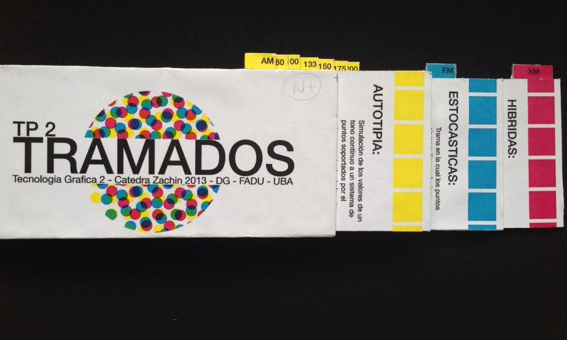 AM 80 100 133 150 175/00
FM
XM
N+
TP 2
TRAMADOS
Tecnologia Grafica 2 - Catedra Zachin 2013 - DG - FADU - UBA
AUTOTIPIA:
Simulación de los valores de un
tono continuo a un sistema de
puntos soportados por el
ESTOCASTICAS:
Trama en la cual los puntos
HIBRIDAS: